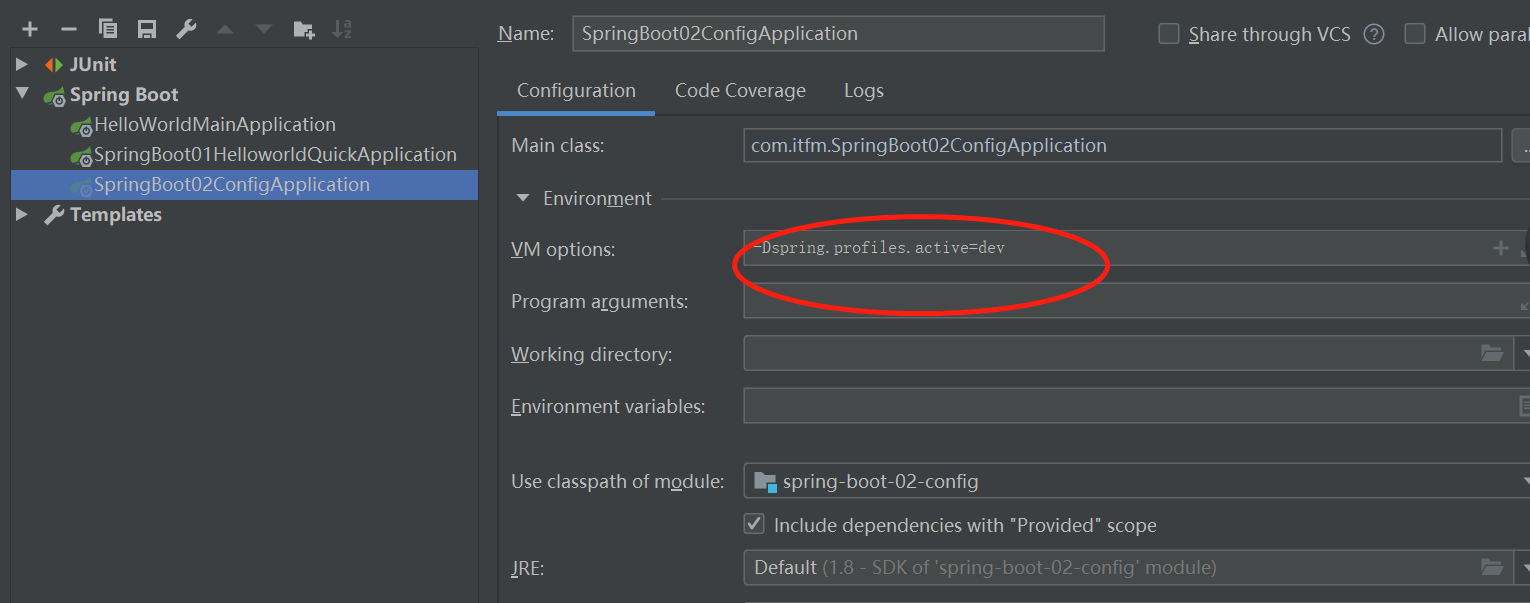 Name: SpringBoot02ConfigApplication Share through VCS ? Allow paral
JUnit
Spring Boot
HelloWorldMainApplication
SpringBoot01HelloworldQuickApplication
SpringBoot02ConfigApplication
Templates
Configuration Code Coverage Logs
Main class: com.itfm.SpringBoot02ConfigApplication ...
Environment
VM options: -Dspring.profiles.active=dev
Program arguments:
Working directory:
Environment variables:
Use classpath of module: spring-boot-02-config
Include dependencies with "Provided" scope
JRE: Default (1.8 - SDK of 'spring-boot-02-config' module)